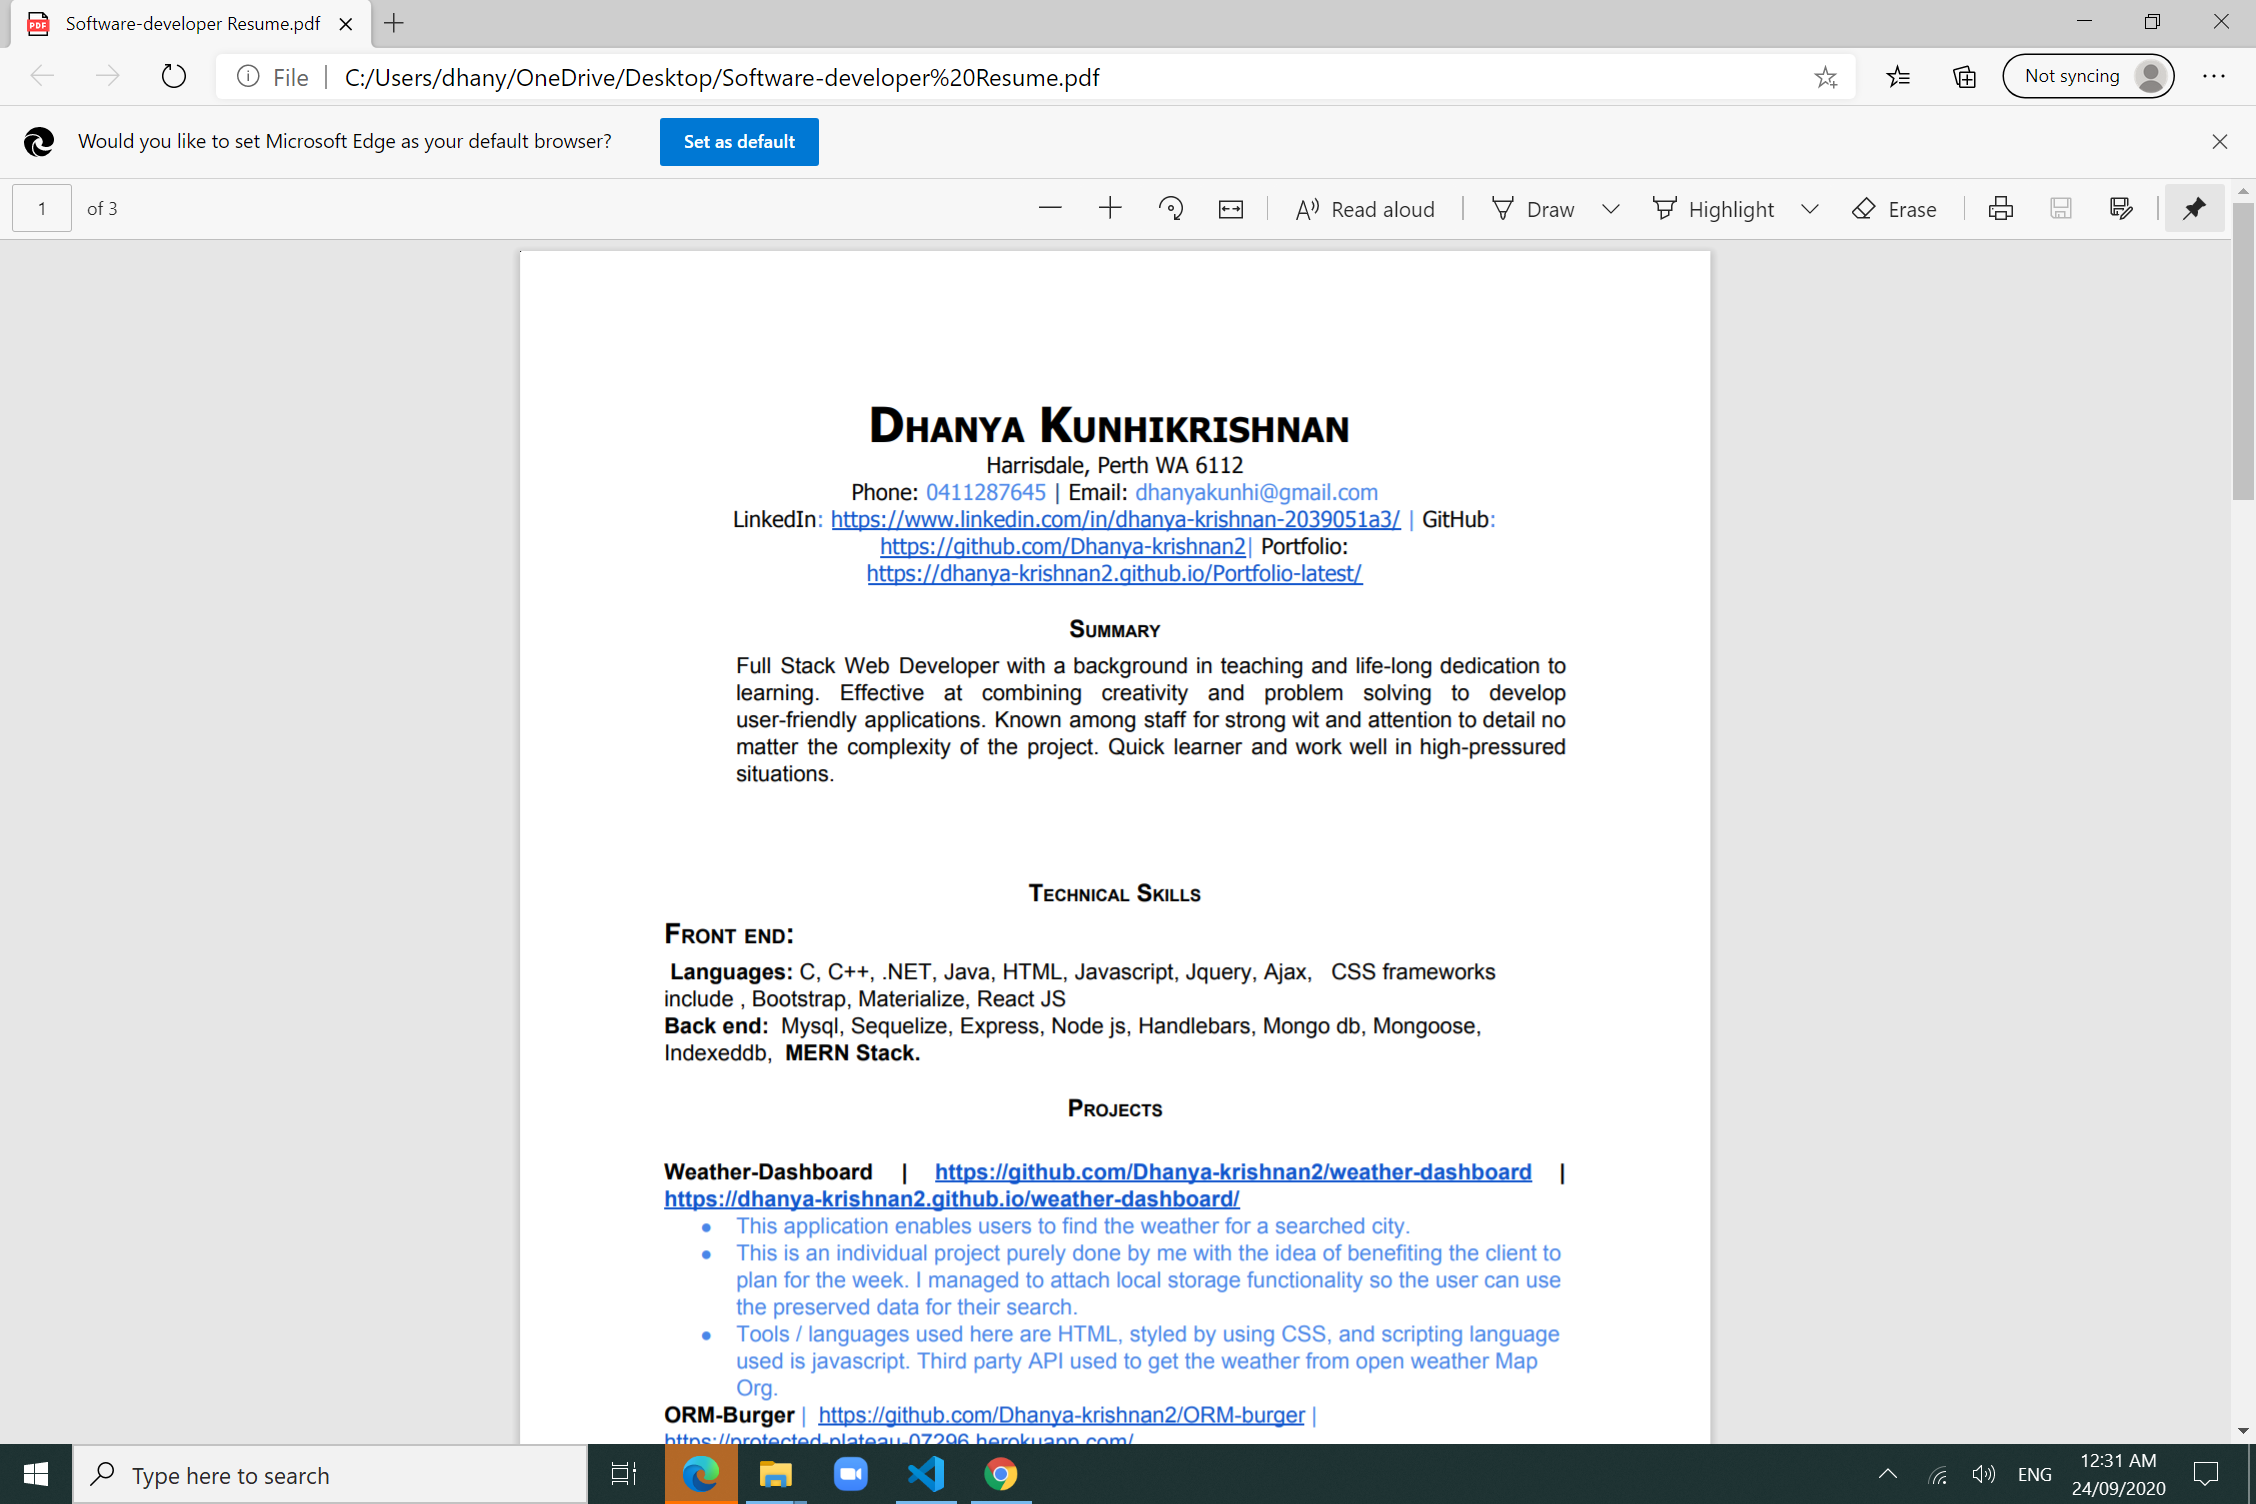 Software-developer Resume.pdf
File | C:/Users/dhany/OneDrive/Desktop/Software-developer%20Resume.pdf
Not syncing
Would you like to set Microsoft Edge as your default browser?
Set as default
1 of 3
Read aloud
Draw
Highlight
Erase
DHANYA KUNHIKRISHNAN
Harrisdale, Perth WA 6112
Phone: 0411287645 | Email: dhanyakunhi@gmail.com
LinkedIn: https://www.linkedin.com/in/dhanya-krishnan-2039051a3/ | GitHub:
https://github.com/Dhanya-krishnan2| Portfolio:
https://dhanya-krishnan2.github.io/Portfolio-latest/
SUMMARY
Full Stack Web Developer with a background in teaching and life-long dedication to
learning. Effective at combining creativity and problem solving to develop
user-friendly applications. Known among staff for strong wit and attention to detail no
matter the complexity of the project. Quick learner and work well in high-pressured
situations.
TECHNICAL SKILLS
FRONT END:
Languages: C, C++, .NET, Java, HTML, Javascript, Jquery, Ajax, CSS frameworks
include , Bootstrap, Materialize, React JS
Back end: Mysql, Sequelize, Express, Node js, Handlebars, Mongo db, Mongoose,
Indexeddb, MERN Stack.
PROJECTS
Weather-Dashboard | https://github.com/Dhanya-krishnan2/weather-dashboard |
https://dhanya-krishnan2.github.io/weather-dashboard/
● This application enables users to find the weather for a searched city.
● This is an individual project purely done by me with the idea of benefiting the client to
plan for the week. I managed to attach local storage functionality so the user can use
the preserved data for their search.
● Tools / languages used here are HTML, styled by using CSS, and scripting language
used is javascript. Third party API used to get the weather from open weather Map
Org.
ORM-Burger | https://github.com/Dhanya-krishnan2/ORM-burger |
https://protected-plateau-07296.herokuapp.com/
Type here to search
ENG
12:31 AM
24/09/2020